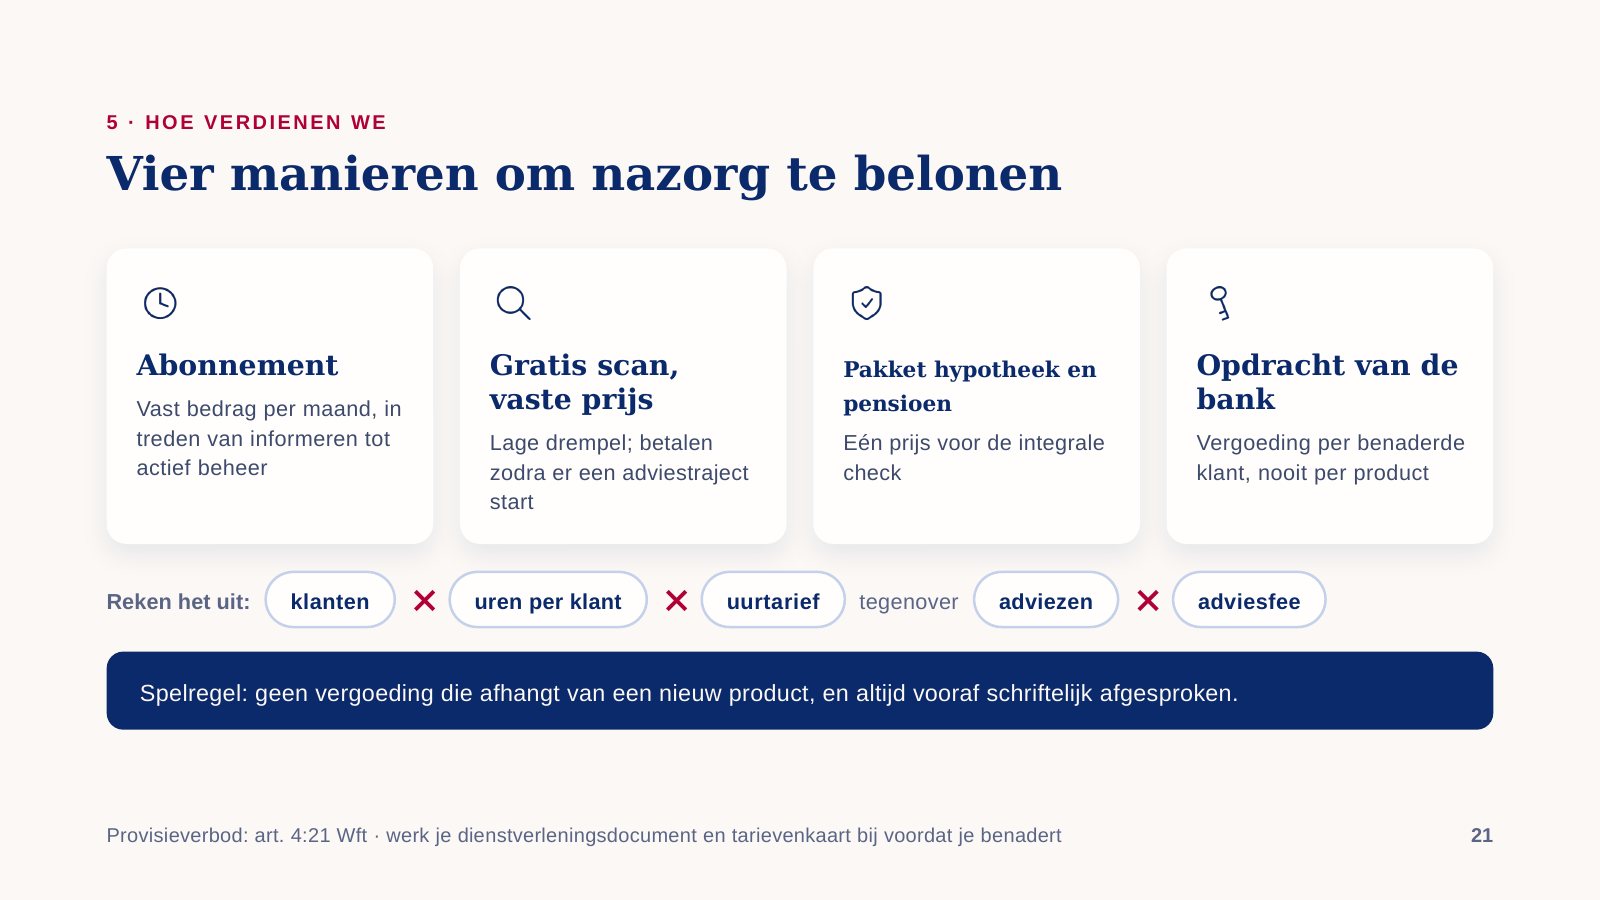 5 · HOE VERDIENEN WE
Vier manieren om nazorg te belonen
Abonnement
Vast bedrag per maand, in
treden van informeren tot
actief beheer
Gratis scan,
vaste prijs
Lage drempel; betalen
zodra er een adviestraject
start
Pakket hypotheek en
pensioen
Eén prijs voor de integrale
check
Opdracht van de
bank
Vergoeding per benaderde
klant, nooit per product
Reken het uit: klanten × uren per klant × uurtarief tegenover adviezen × adviesfee
Spelregel: geen vergoeding die afhangt van een nieuw product, en altijd vooraf schriftelijk afgesproken.
Provisieverbod: art. 4:21 Wft · werk je dienstverleningsdocument en tarievenkaart bij voordat je benadert
21